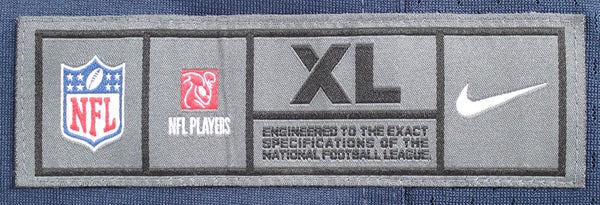 NFL
NFL PLAYERS
XL
ENGINEERED TO THE EXACT
SPECIFICATIONS OF THE
NATIONAL FOOTBALL LEAGUE.